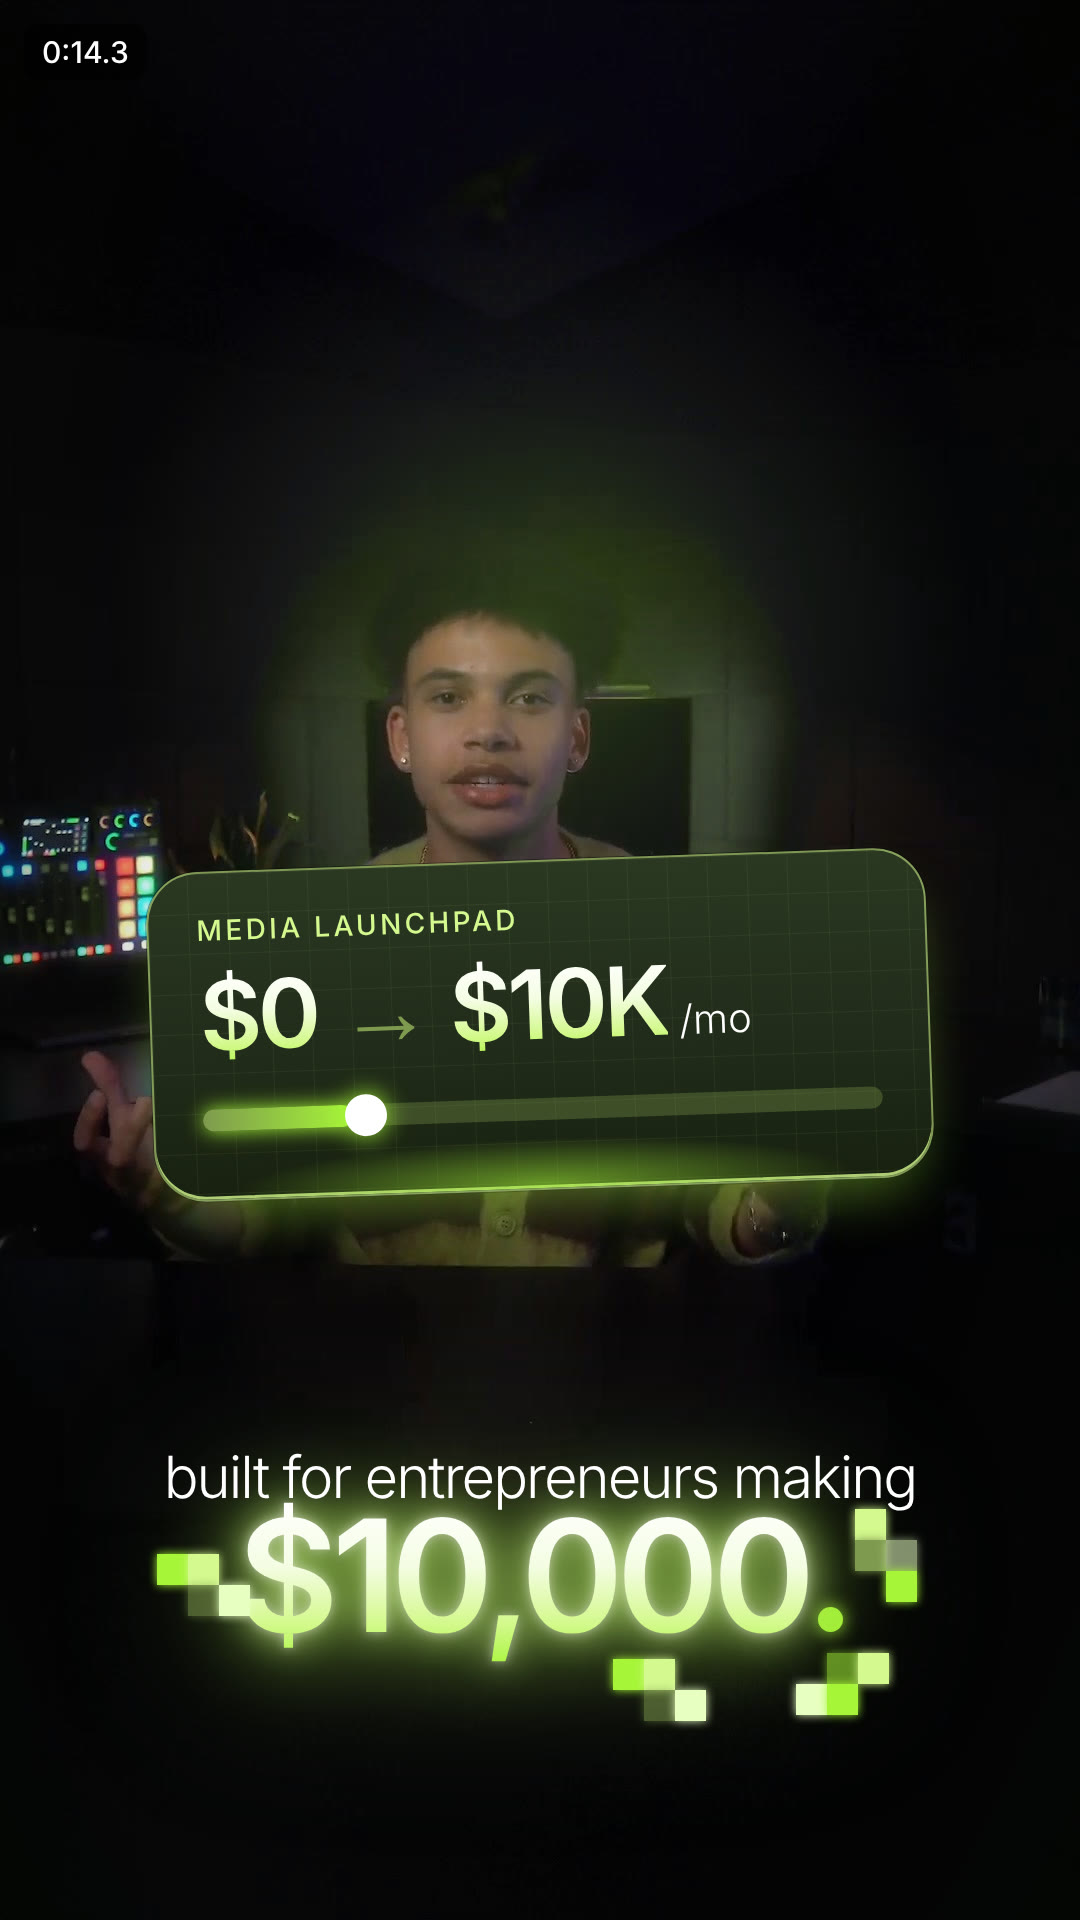 0:14.3
MEDIA LAUNCHPAD
$0 → $10K /mo
built for entrepreneurs making
$10,000.